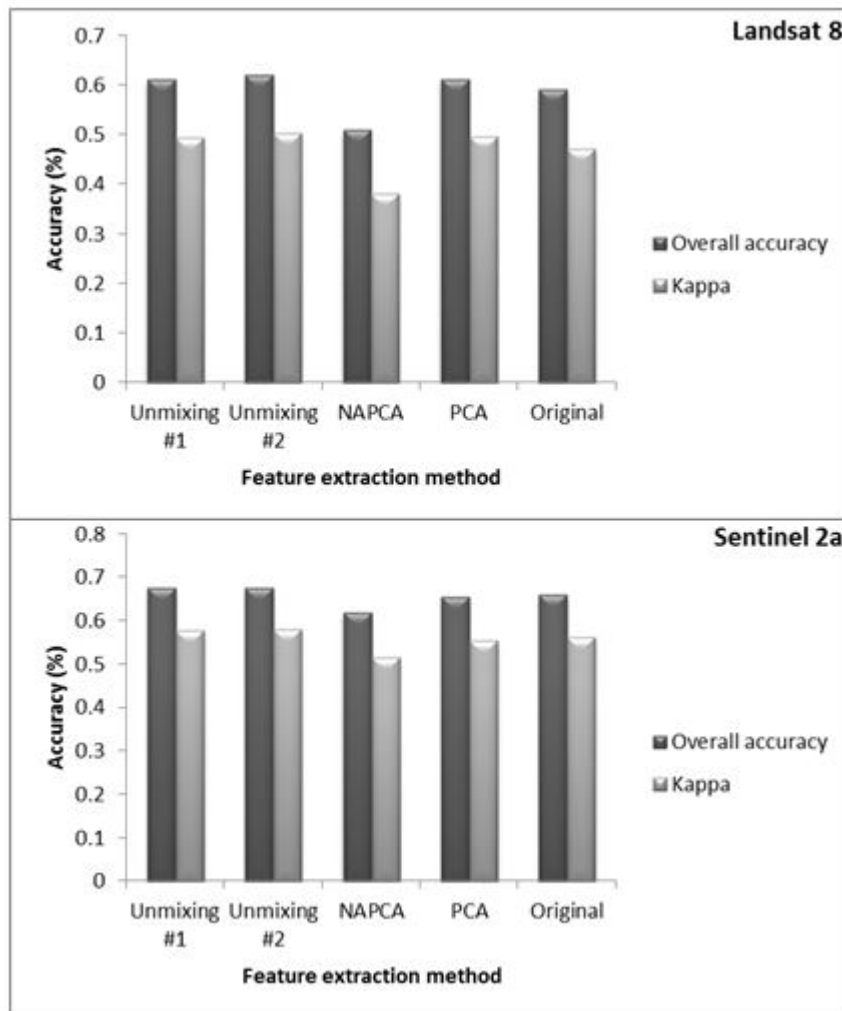 Landsat 8
0.7
0.6
0.5
0.4
0.3
0.2
0.1
0
Accuracy (%)
Overall accuracy
Kappa
Unmixing #1
Unmixing #2
NAPCA
PCA
Original
Feature extraction method
Sentinel 2a
0.8
0.7
0.6
0.5
0.4
0.3
0.2
0.1
0
Accuracy (%)
Overall accuracy
Kappa
Unmixing #1
Unmixing #2
NAPCA
PCA
Original
Feature extraction method